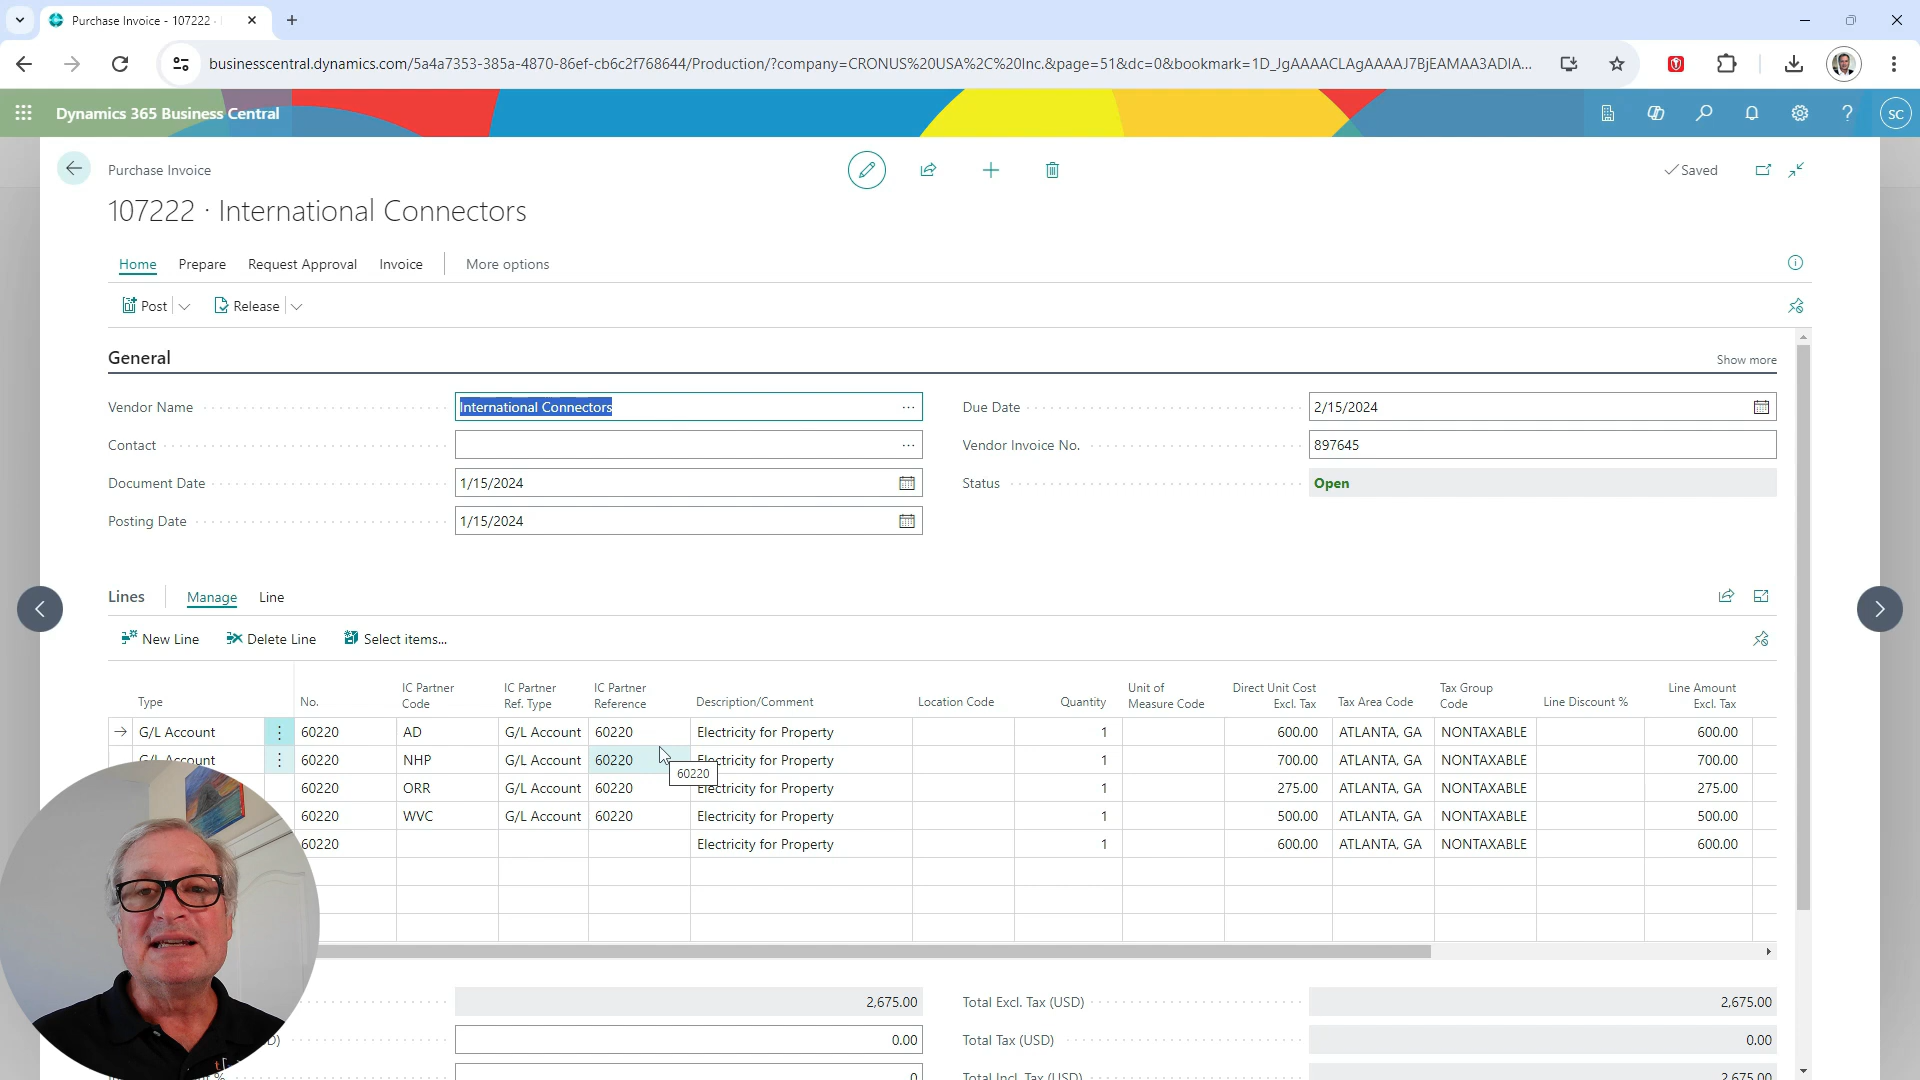 Purchase Invoice - 107222 ·
businesscentral.dynamics.com/5a4a7353-385a-4870-86ef-cb6c2f768644/Production/?company=CRONUS%20USA%2C%20Inc.&page=51&dc=0&bookmark=1D_JgAAAACLAgAAAAJ7BjEAMAA3ADIA...
Dynamics 365 Business Central
SC
Purchase Invoice
Saved
107222 · International Connectors
Home Prepare Request Approval Invoice More options
Post Release
General
Show more
Vendor Name International Connectors ... Due Date 2/15/2024
Contact ... Vendor Invoice No. 897645
Document Date 1/15/2024 Status Open
Posting Date 1/15/2024
Lines Manage Line
New Line Delete Line Select items...
Type No. IC Partner Code IC Partner Ref. Type IC Partner Reference Description/Comment Location Code Quantity Unit of Measure Code Direct Unit Cost Excl. Tax Tax Area Code Tax Group Code Line Discount % Line Amount Excl. Tax
G/L Account 60220 AD G/L Account 60220 Electricity for Property 1 600.00 ATLANTA, GA NONTAXABLE 600.00
G/L Account 60220 NHP G/L Account 60220 Electricity for Property 1 700.00 ATLANTA, GA NONTAXABLE 700.00
60220
60220 ORR G/L Account 60220 Electricity for Property 1 275.00 ATLANTA, GA NONTAXABLE 275.00
60220 WVC G/L Account 60220 Electricity for Property 1 500.00 ATLANTA, GA NONTAXABLE 500.00
60220 Electricity for Property 1 600.00 ATLANTA, GA NONTAXABLE 600.00
2,675.00 Total Excl. Tax (USD) 2,675.00
0.00 Total Tax (USD) 0.00
0 Total Incl. Tax (USD) 2,675.00